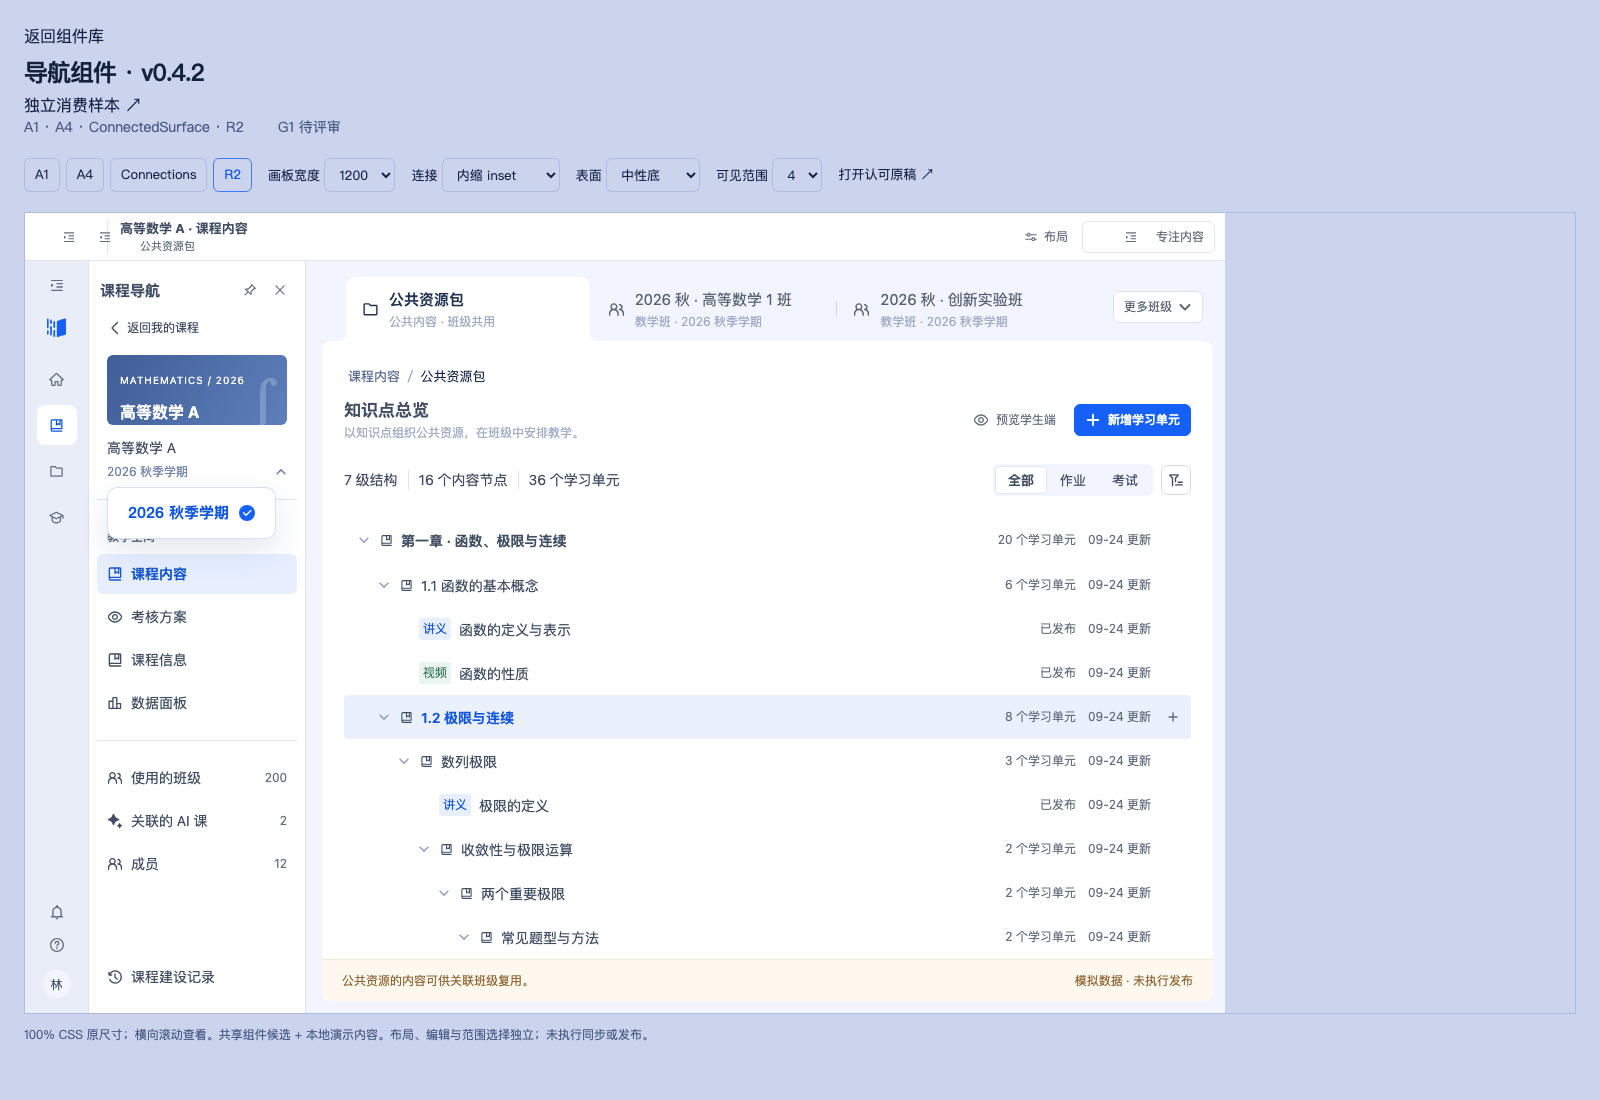 返回组件库
导航组件 · v0.4.2
独立消费样本 ↗
A1 · A4 · ConnectedSurface · R2 G1 待评审
A1 A4 Connections R2 画板宽度 1200 连接 内缩 inset 表面 中性底 可见范围 4 打开认可原稿 ↗
高等数学 A · 课程内容
公共资源包
布局 专注内容
课程导航
返回我的课程
MATHEMATICS / 2026
高等数学 A
高等数学 A
2026 秋季学期
2026 秋季学期
课程内容
考核方案
课程信息
数据面板
使用的班级 200
关联的 AI 课 2
成员 12
课程建设记录
林
公共资源包
公共内容 · 班级共用
2026 秋 · 高等数学 1 班
教学班 · 2026 秋季学期
2026 秋 · 创新实验班
教学班 · 2026 秋季学期
更多班级
课程内容 / 公共资源包
知识点总览
以知识点组织公共资源，在班级中安排教学。
预览学生端 新增学习单元
7 级结构 16 个内容节点 36 个学习单元
全部 作业 考试
第一章 · 函数、极限与连续 20 个学习单元 09-24 更新
1.1 函数的基本概念 6 个学习单元 09-24 更新
讲义 函数的定义与表示 已发布 09-24 更新
视频 函数的性质 已发布 09-24 更新
1.2 极限与连续 8 个学习单元 09-24 更新
数列极限 3 个学习单元 09-24 更新
讲义 极限的定义 已发布 09-24 更新
收敛性与极限运算 2 个学习单元 09-24 更新
两个重要极限 2 个学习单元 09-24 更新
常见题型与方法 2 个学习单元 09-24 更新
公共资源的内容可供关联班级复用。 模拟数据 · 未执行发布
100% CSS 原尺寸；横向滚动查看。共享组件候选 + 本地演示内容。布局、编辑与范围选择独立；未执行同步或发布。